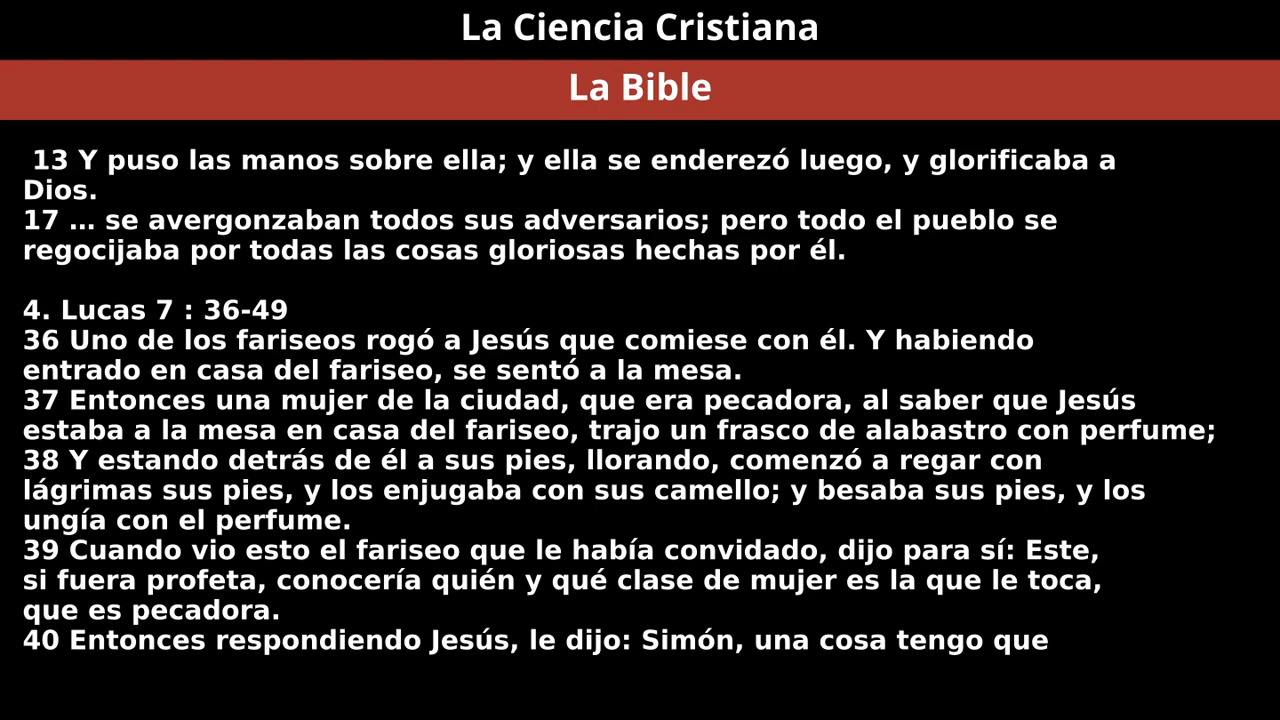 La Ciencia Cristiana
La Bible
13 Y puso las manos sobre ella; y ella se enderezó luego, y glorificaba a
Dios.
17 … se avergonzaban todos sus adversarios; pero todo el pueblo se
regocijaba por todas las cosas gloriosas hechas por él.
4. Lucas 7 : 36-49
36 Uno de los fariseos rogó a Jesús que comiese con él. Y habiendo
entrado en casa del fariseo, se sentó a la mesa.
37 Entonces una mujer de la ciudad, que era pecadora, al saber que Jesús
estaba a la mesa en casa del fariseo, trajo un frasco de alabastro con perfume;
38 Y estando detrás de él a sus pies, llorando, comenzó a regar con
lágrimas sus pies, y los enjugaba con sus camello; y besaba sus pies, y los
ungía con el perfume.
39 Cuando vio esto el fariseo que le había convidado, dijo para sí: Este,
si fuera profeta, conocería quién y qué clase de mujer es la que le toca,
que es pecadora.
40 Entonces respondiendo Jesús, le dijo: Simón, una cosa tengo que